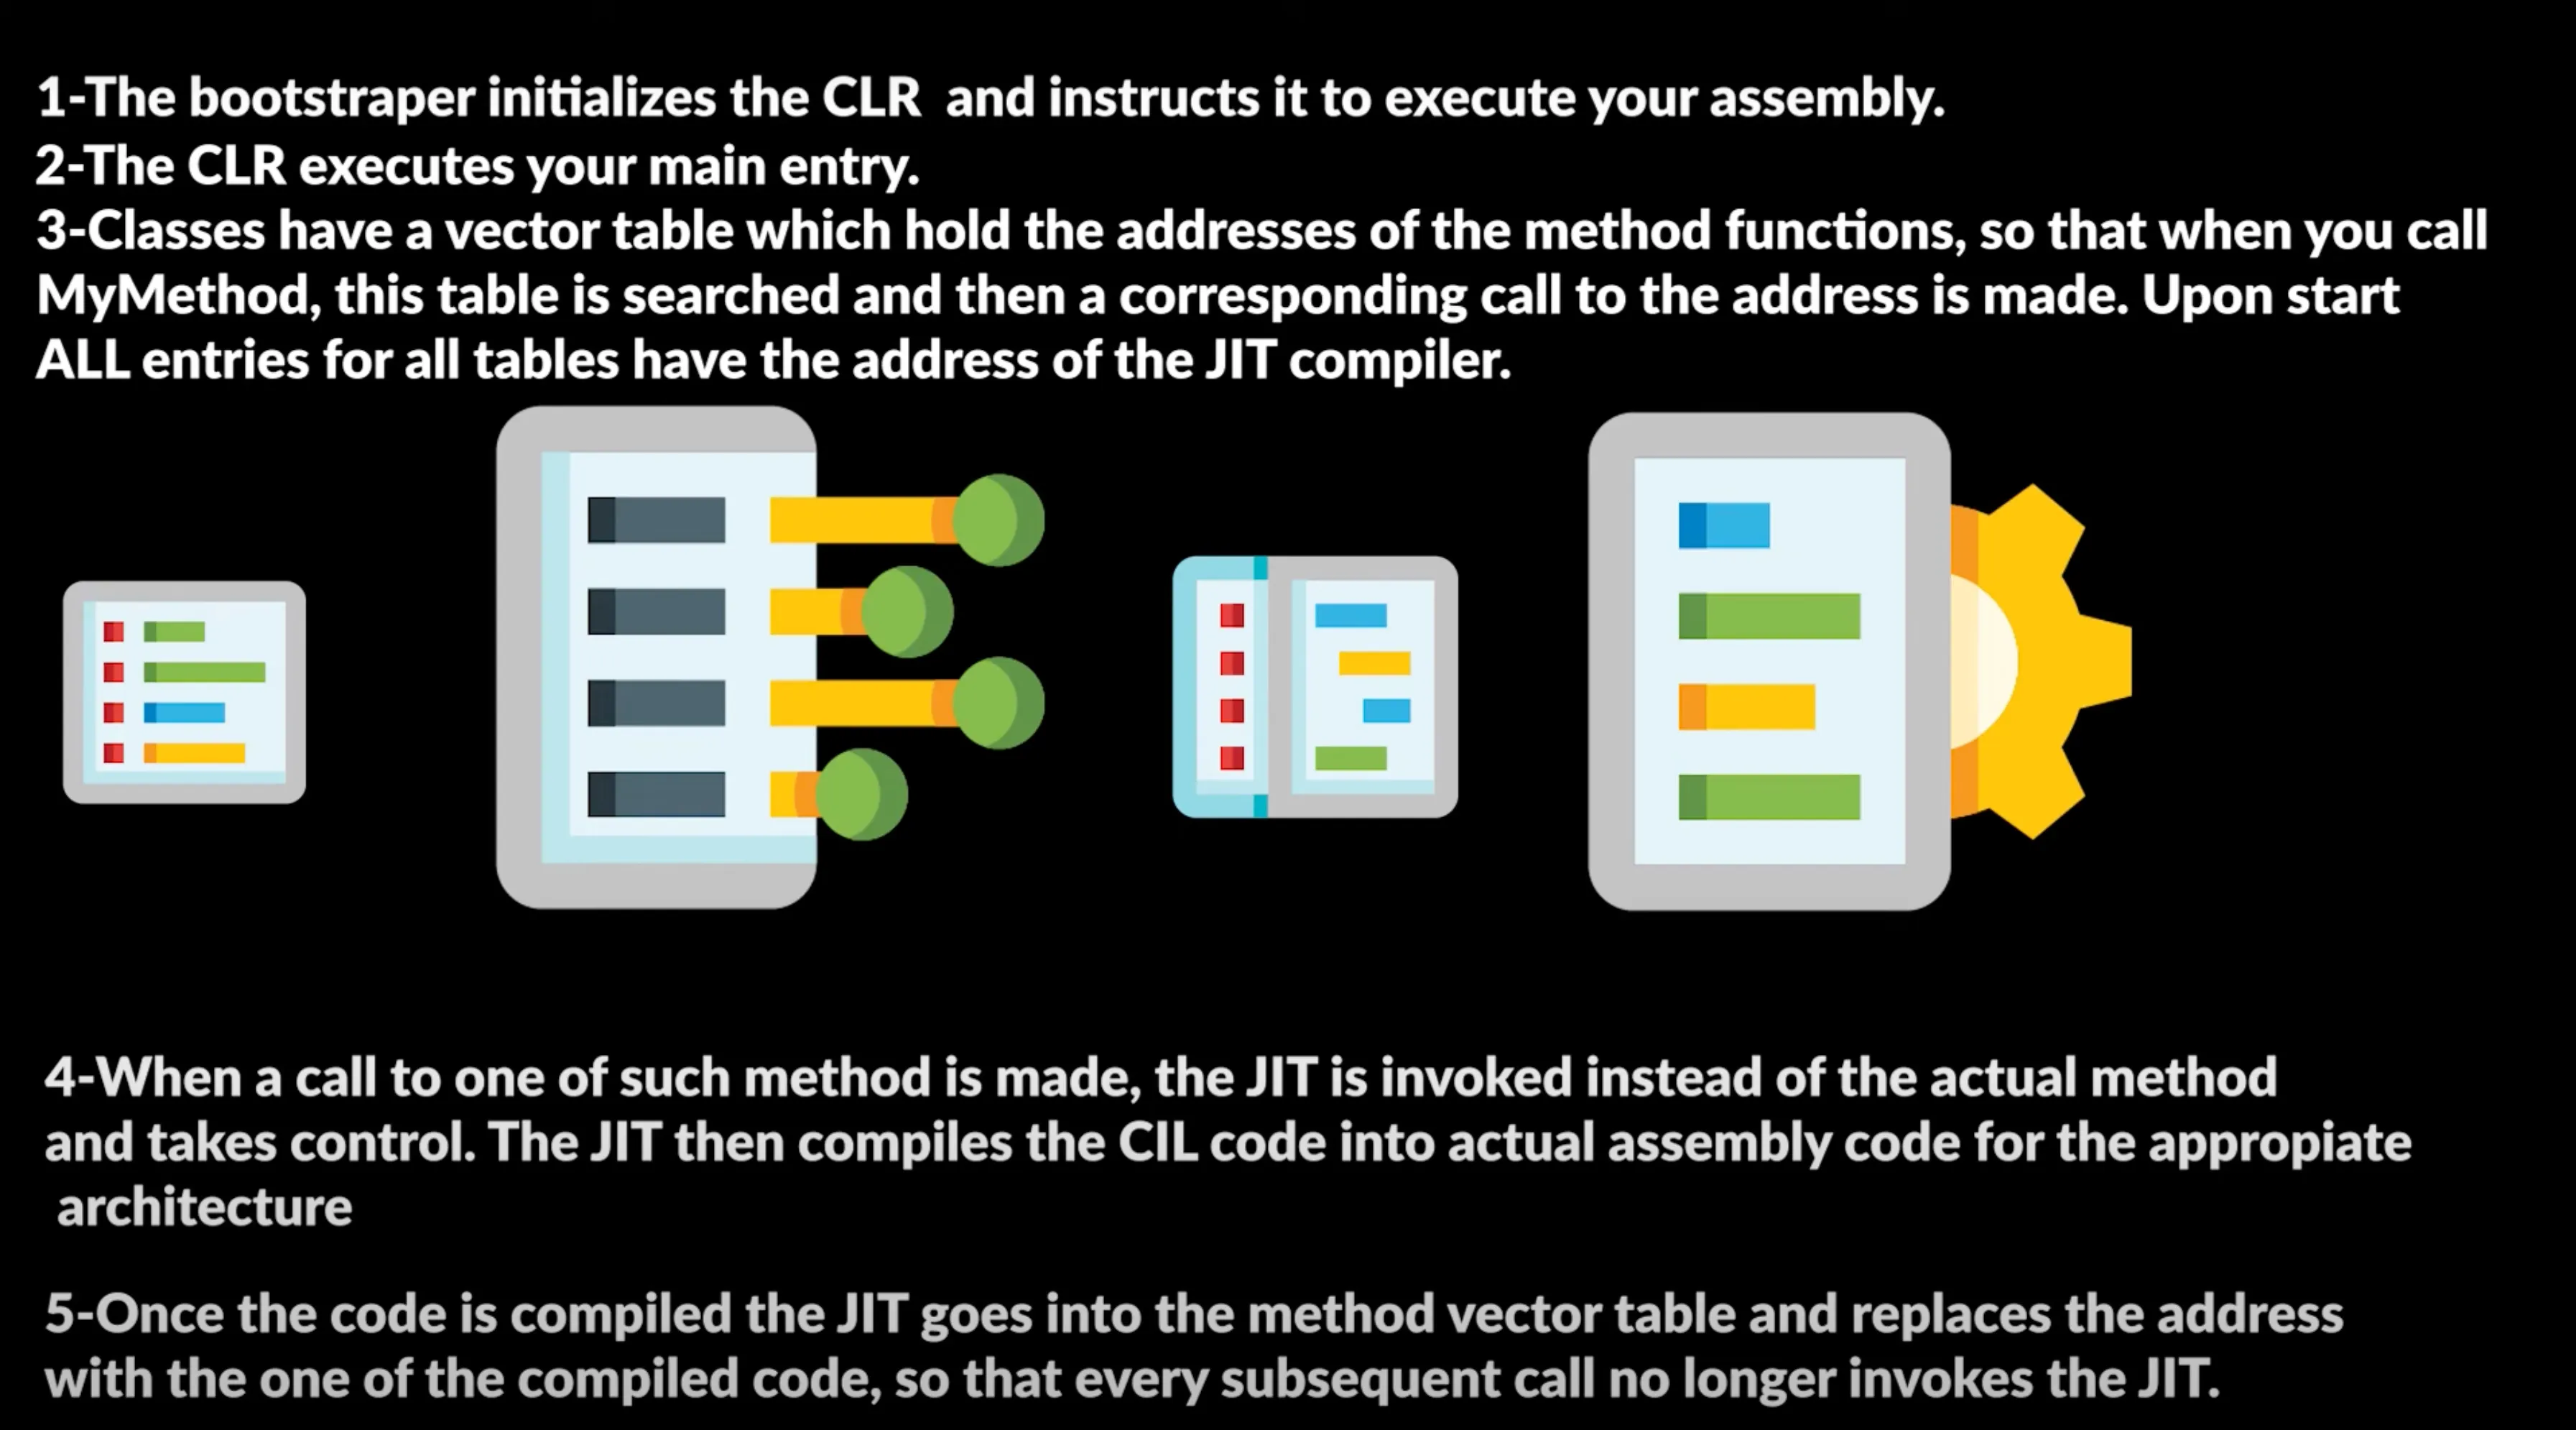 1-The bootstraper initializes the CLR  and instructs it to execute your assembly.
2-The CLR executes your main entry.
3-Classes have a vector table which hold the addresses of the method functions, so that when you call
MyMethod, this table is searched and then a corresponding call to the address is made. Upon start
ALL entries for all tables have the address of the JIT compiler.
4-When a call to one of such method is made, the JIT is invoked instead of the actual method
and takes control. The JIT then compiles the CIL code into actual assembly code for the appropiate
architecture
5-Once the code is compiled the JIT goes into the method vector table and replaces the address
with the one of the compiled code, so that every subsequent call no longer invokes the JIT.